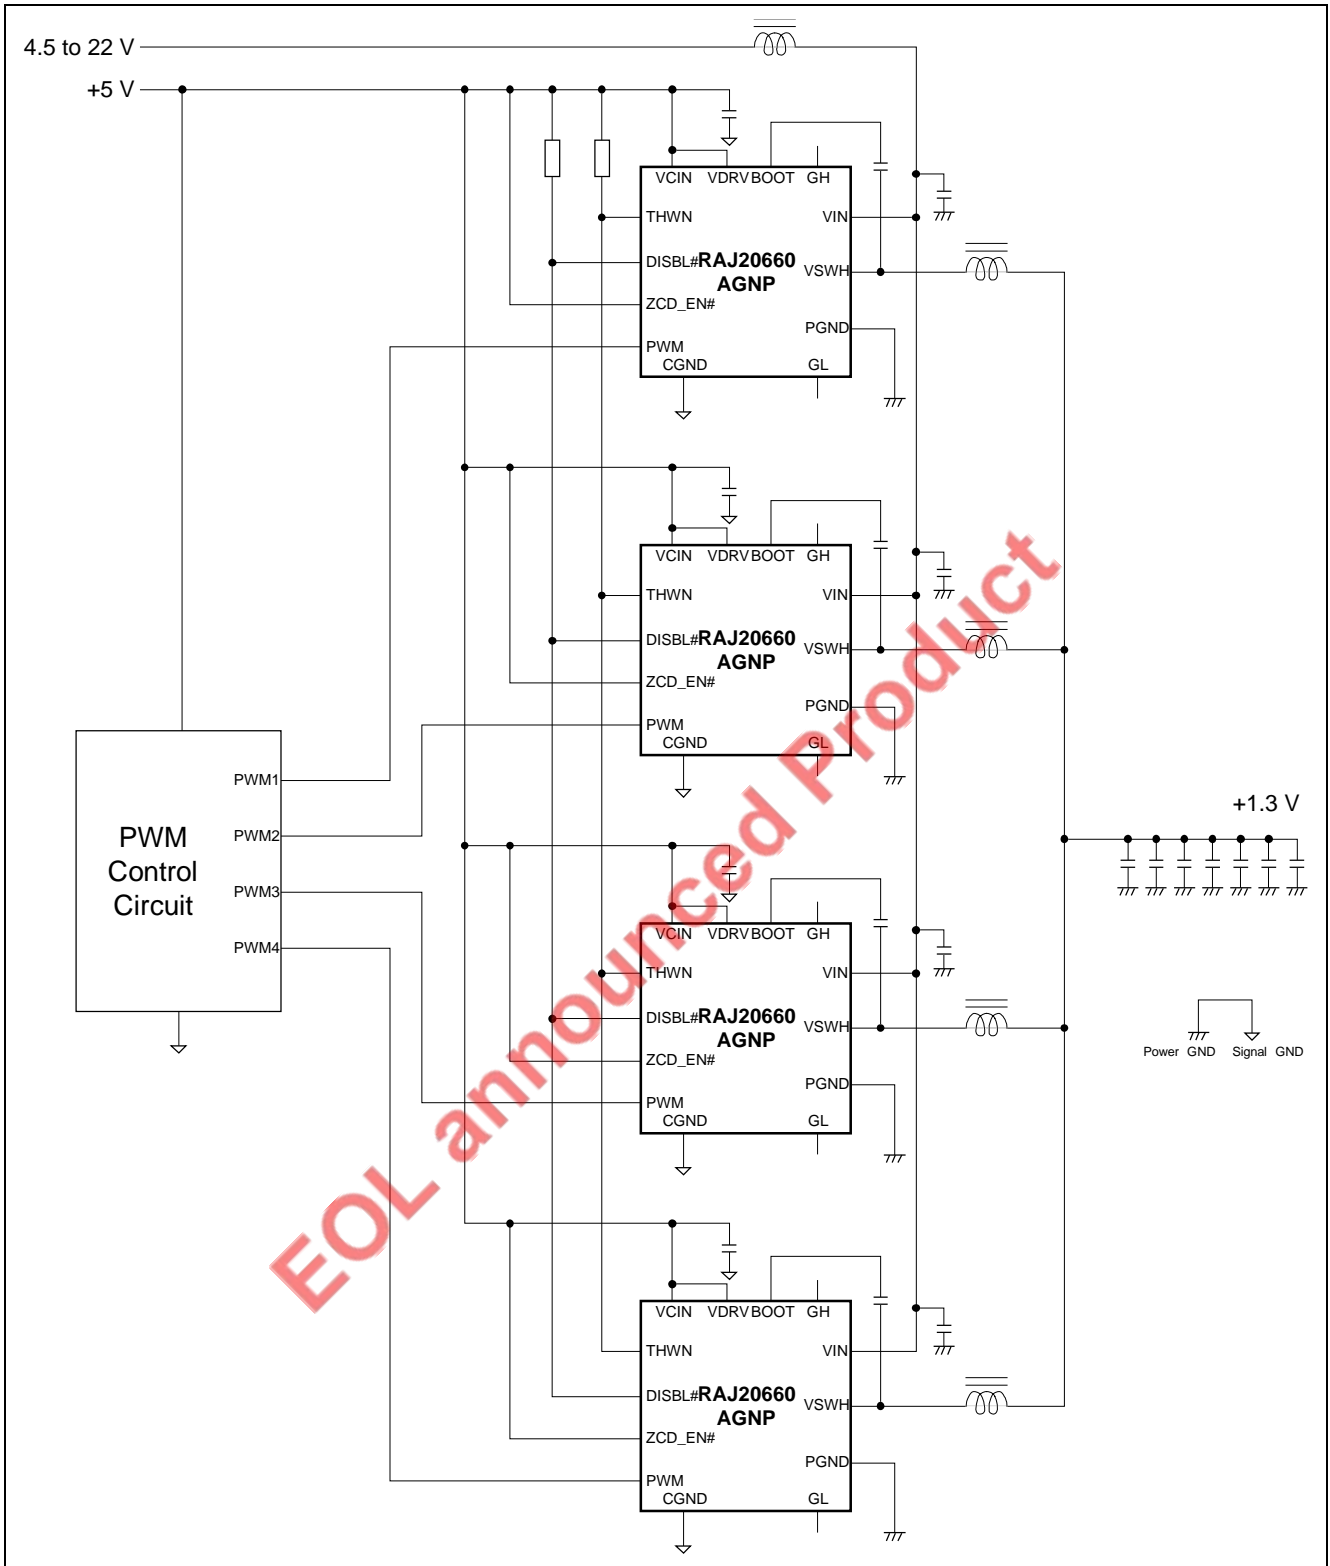 4.5 to 22 V
+5 V
VCIN VDRV BOOT GH
THWN VIN
DISBL# RAJ20660 VSWH
AGNP
ZCD_EN#
PGND
PWM
CGND GL
VCIN VDRV BOOT GH
THWN VIN
DISBL# RAJ20660 VSWH
AGNP
ZCD_EN#
PGND
PWM
CGND GL
PWM1
PWM2
PWM3
PWM4
PWM
Control
Circuit
+1.3 V
VCIN VDRV BOOT GH
THWN VIN
DISBL# RAJ20660 VSWH
AGNP
ZCD_EN#
PGND
PWM
CGND GL
Power GND Signal GND
VCIN VDRV BOOT GH
THWN VIN
DISBL# RAJ20660 VSWH
AGNP
ZCD_EN#
PGND
PWM
CGND GL
EOL announced Product